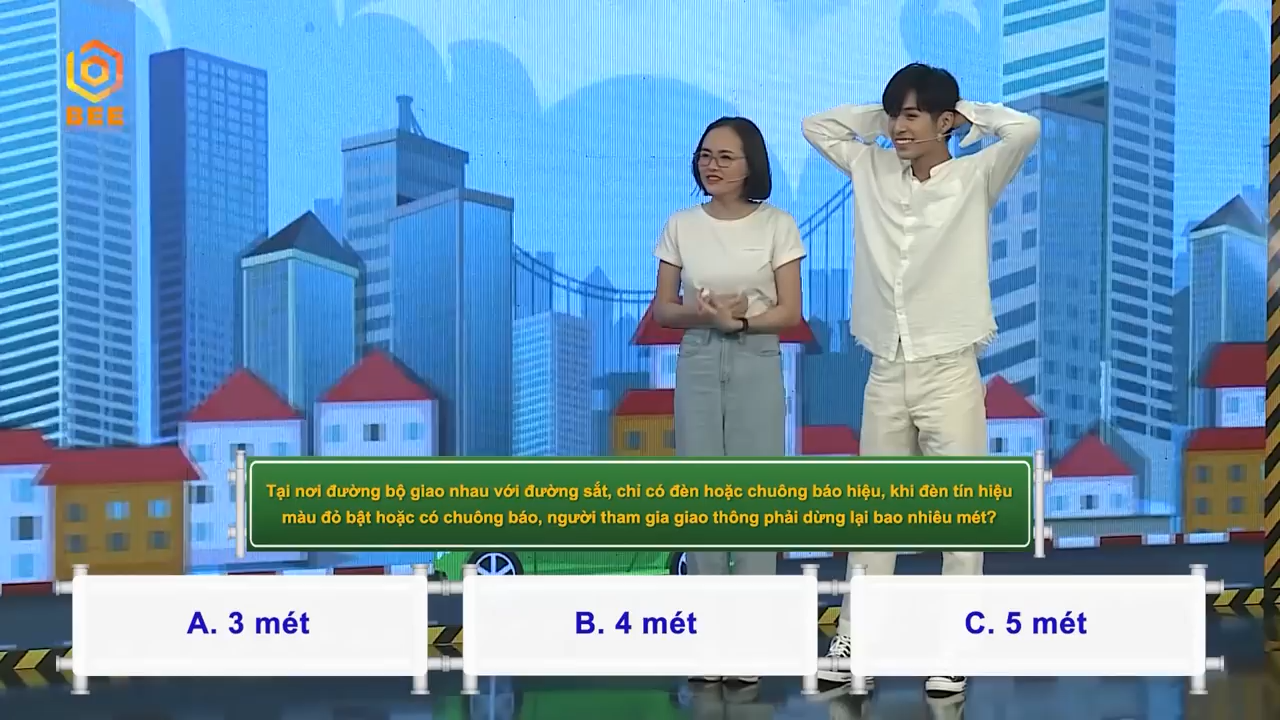 BEE
Tại nơi đường bộ giao nhau với đường sắt, chỉ có đèn hoặc chuông báo hiệu, khi đèn tín hiệu
màu đỏ bật hoặc có chuông báo, người tham gia giao thông phải dừng lại bao nhiêu mét?
A. 3 mét
B. 4 mét
C. 5 mét